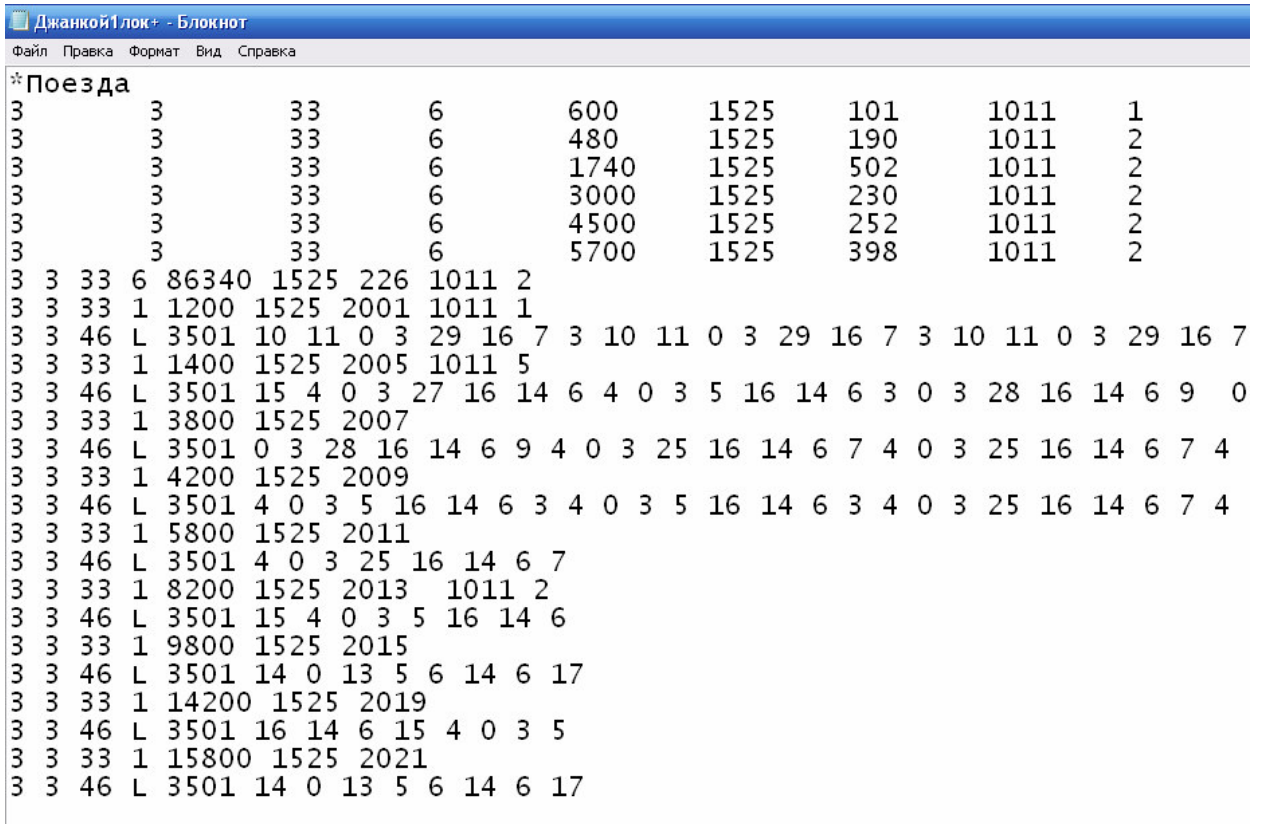 Джанкой1лок+ - Блокнот
Файл Правка Формат Вид Справка
*Поезда
3 3 33 6 600 1525 101 1011 1
3 3 33 6 480 1525 190 1011 2
3 3 33 6 1740 1525 502 1011 2
3 3 33 6 3000 1525 230 1011 2
3 3 33 6 4500 1525 252 1011 2
3 3 33 6 5700 1525 398 1011 2
3 3 33 6 86340 1525 226 1011 2
3 3 33 1 1200 1525 2001 1011 1
3 3 46 L 3501 10 11 0 3 29 16 7 3 10 11 0 3 29 16 7 3 10 11 0 3 29 16 7
3 3 33 1 1400 1525 2005 1011 5
3 3 46 L 3501 15 4 0 3 27 16 14 6 4 0 3 5 16 14 6 3 0 3 28 16 14 6 9 0
3 3 33 1 3800 1525 2007
3 3 46 L 3501 0 3 28 16 14 6 9 4 0 3 25 16 14 6 7 4 0 3 25 16 14 6 7 4
3 3 33 1 4200 1525 2009
3 3 46 L 3501 4 0 3 5 16 14 6 3 4 0 3 5 16 14 6 3 4 0 3 25 16 14 6 7 4
3 3 33 1 5800 1525 2011
3 3 46 L 3501 4 0 3 25 16 14 6 7
3 3 33 1 8200 1525 2013 1011 2
3 3 46 L 3501 15 4 0 3 5 16 14 6
3 3 33 1 9800 1525 2015
3 3 46 L 3501 14 0 13 5 6 14 6 17
3 3 33 1 14200 1525 2019
3 3 46 L 3501 16 14 6 15 4 0 3 5
3 3 33 1 15800 1525 2021
3 3 46 L 3501 14 0 13 5 6 14 6 17